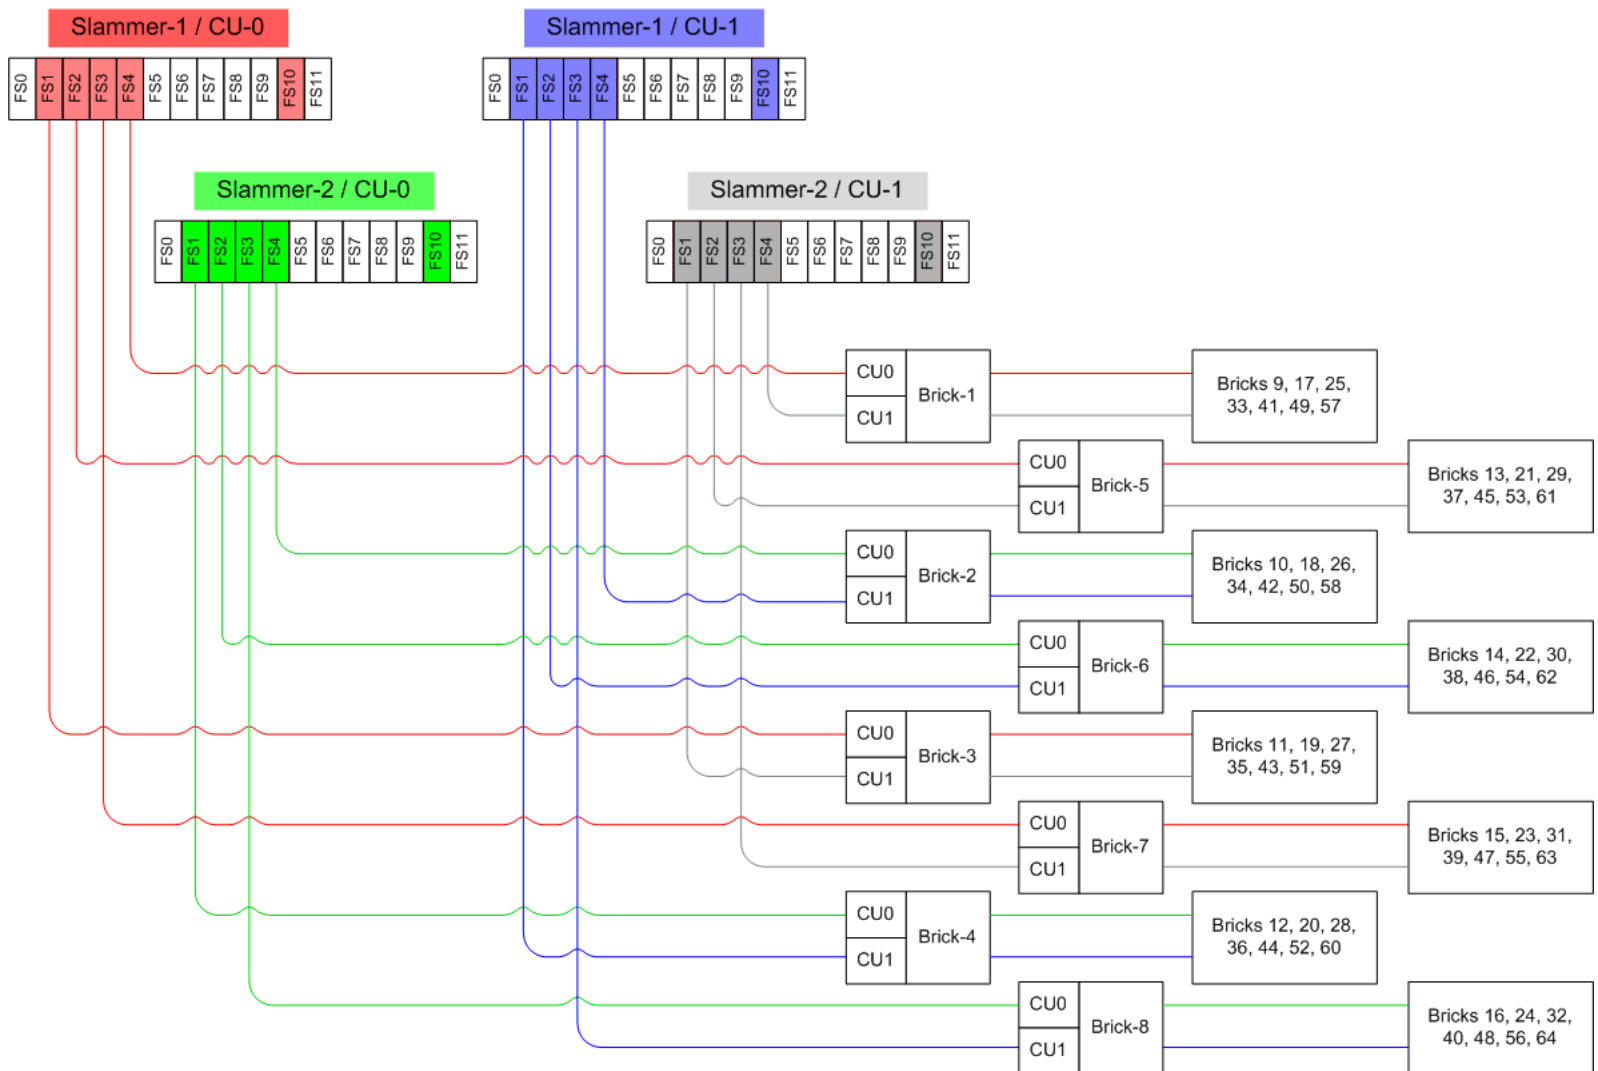 Slammer-1 / CU-0
Slammer-1 / CU-1
FS0 FS1 FS2 FS3 FS4 FS5 FS6 FS7 FS8 FS9 FS10 FS11
FS0 FS1 FS2 FS3 FS4 FS5 FS6 FS7 FS8 FS9 FS10 FS11
Slammer-2 / CU-0
Slammer-2 / CU-1
FS0 FS1 FS2 FS3 FS4 FS5 FS6 FS7 FS8 FS9 FS10 FS11
FS0 FS1 FS2 FS3 FS4 FS5 FS6 FS7 FS8 FS9 FS10 FS11
CU0
CU1
Brick-1
Bricks 9, 17, 25,
33, 41, 49, 57
CU0
CU1
Brick-5
Bricks 13, 21, 29,
37, 45, 53, 61
CU0
CU1
Brick-2
Bricks 10, 18, 26,
34, 42, 50, 58
CU0
CU1
Brick-6
Bricks 14, 22, 30,
38, 46, 54, 62
CU0
CU1
Brick-3
Bricks 11, 19, 27,
35, 43, 51, 59
CU0
CU1
Brick-7
Bricks 15, 23, 31,
39, 47, 55, 63
CU0
CU1
Brick-4
Bricks 12, 20, 28,
36, 44, 52, 60
CU0
CU1
Brick-8
Bricks 16, 24, 32,
40, 48, 56, 64